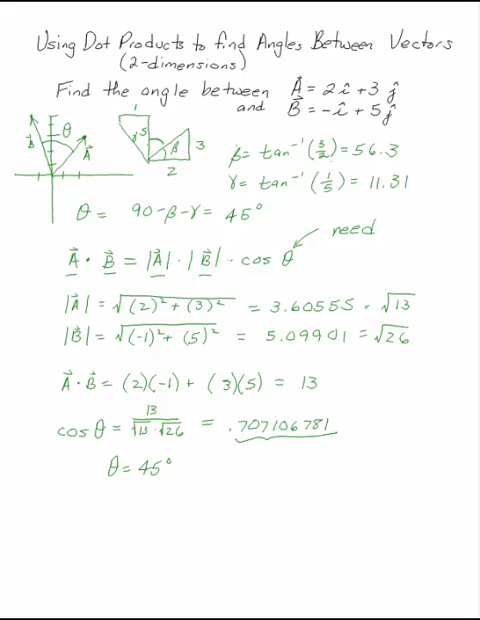 Using Dot Products to find Angles Between Vectors
(2-dimensions)
Find the angle between A⃗ = 2î + 3ĵ
and B⃗ = -î + 5ĵ
θ
B⃗
A⃗
1
γ 5
β 3
2
β = tan⁻¹(3/2) = 56.3
γ = tan⁻¹(1/5) = 11.31
θ = 90 - β - γ = 45°
need
A⃗ · B⃗ = |A⃗| · |B⃗| · cos θ
|A⃗| = √((2)² + (3)²) = 3.60555 = √13
|B⃗| = √((-1)² + (5)²) = 5.09901 = √26
A⃗ · B⃗ = (2)(-1) + (3)(5) = 13
cos θ = 13/(√13 · √26) = .707106781
θ = 45°